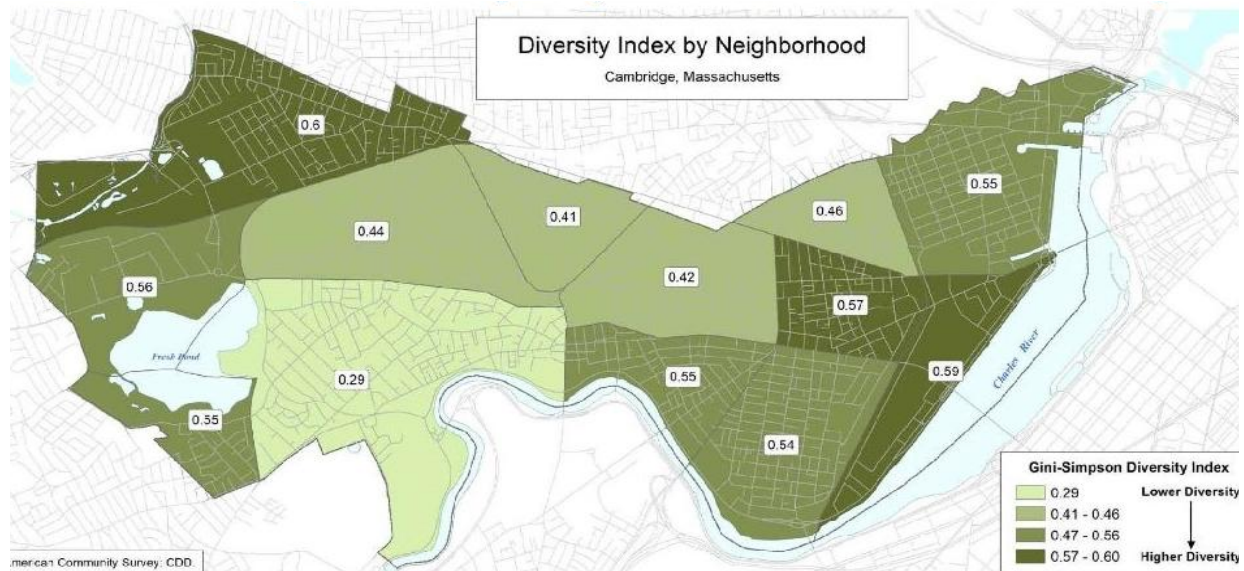 Diversity Index by Neighborhood
Cambridge, Massachusetts
0.6
0.55
0.46
0.41
0.44
0.42
0.56
0.57
Fresh Pond
0.29
0.55
0.59
Charles River
0.55
0.54
Gini-Simpson Diversity Index
0.29 Lower Diversity
0.41 - 0.46
0.47 - 0.56
0.57 - 0.60 Higher Diversity
merican Community Survey; CDD.